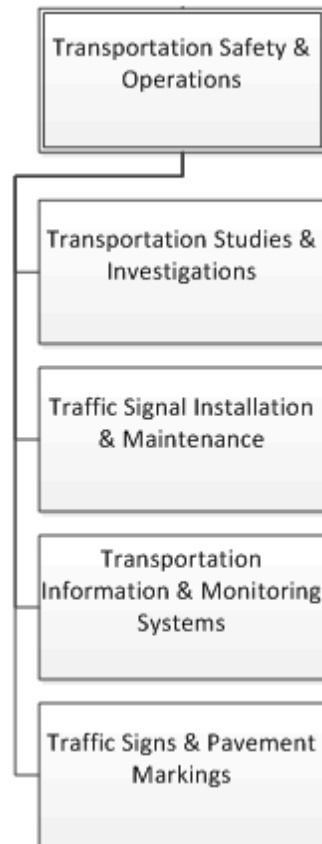 Transportation Safety &
Operations
Transportation Studies &
Investigations
Traffic Signal Installation
& Maintenance
Transportation
Information & Monitoring
Systems
Traffic Signs & Pavement
Markings